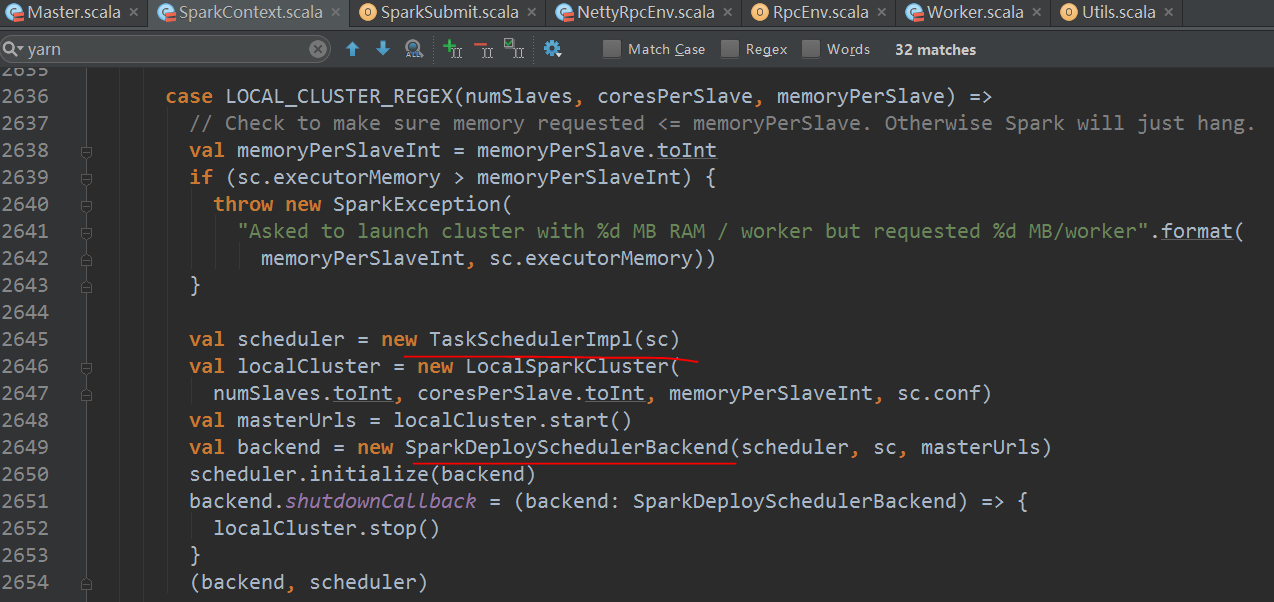 Master.scala × SparkContext.scala × SparkSubmit.scala × NettyRpcEnv.scala × RpcEnv.scala × Worker.scala × Utils.scala ×
yarn Match Case Regex Words 32 matches
2635
2636 case LOCAL_CLUSTER_REGEX(numSlaves, coresPerSlave, memoryPerSlave) =>
2637 // Check to make sure memory requested <= memoryPerSlave. Otherwise Spark will just hang.
2638 val memoryPerSlaveInt = memoryPerSlave.toInt
2639 if (sc.executorMemory > memoryPerSlaveInt) {
2640 throw new SparkException(
2641 "Asked to launch cluster with %d MB RAM / worker but requested %d MB/worker".format(
2642 memoryPerSlaveInt, sc.executorMemory))
2643 }
2644
2645 val scheduler = new TaskSchedulerImpl(sc)
2646 val localCluster = new LocalSparkCluster(
2647 numSlaves.toInt, coresPerSlave.toInt, memoryPerSlaveInt, sc.conf)
2648 val masterUrls = localCluster.start()
2649 val backend = new SparkDeploySchedulerBackend(scheduler, sc, masterUrls)
2650 scheduler.initialize(backend)
2651 backend.shutdownCallback = (backend: SparkDeploySchedulerBackend) => {
2652 localCluster.stop()
2653 }
2654 (backend, scheduler)